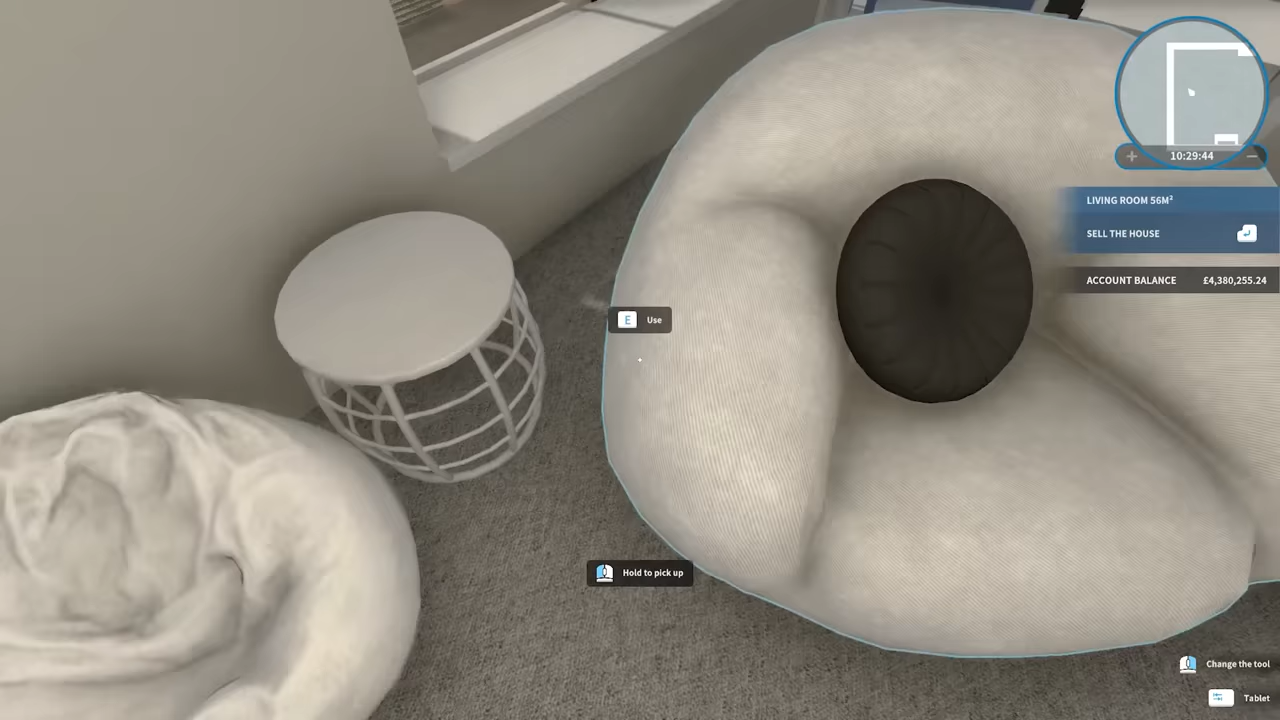 10:29:44
LIVING ROOM 56M²
SELL THE HOUSE
ACCOUNT BALANCE £4,380,255.24
E Use
Hold to pick up
Change the tool
Tablet